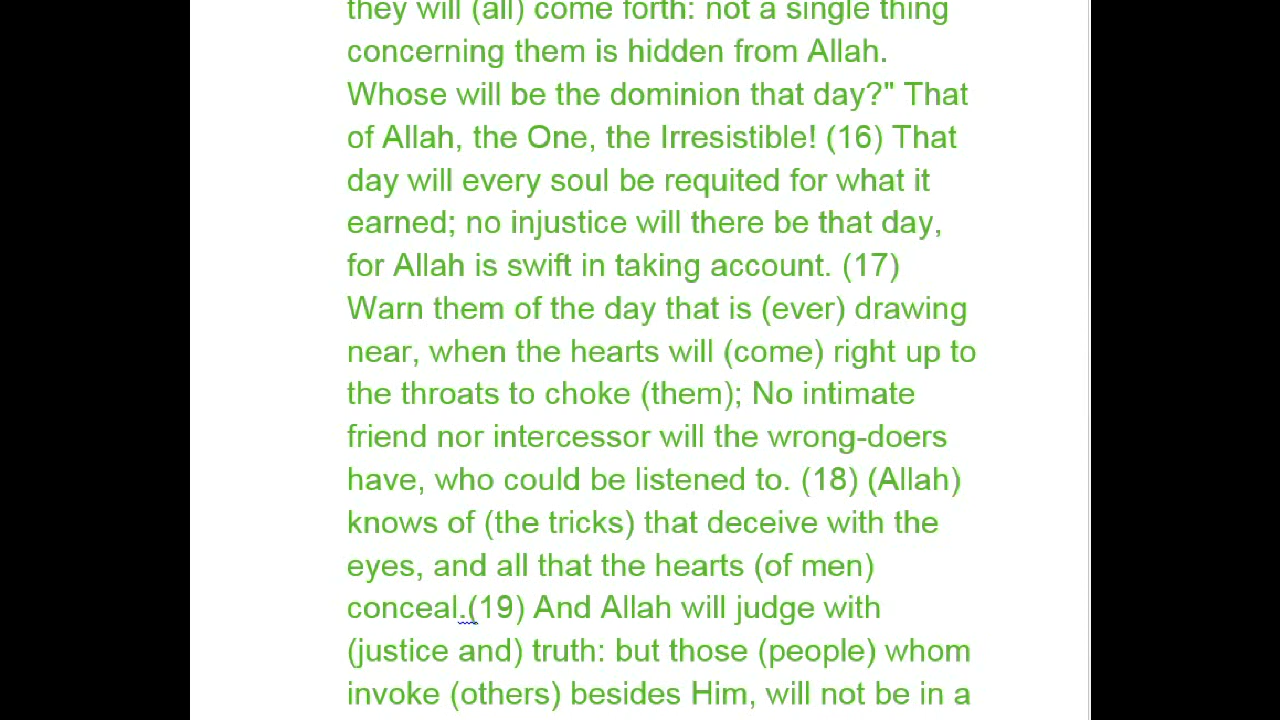 they will (all) come forth: not a single thing
concerning them is hidden from Allah.
Whose will be the dominion that day?" That
of Allah, the One, the Irresistible! (16) That
day will every soul be requited for what it
earned; no injustice will there be that day,
for Allah is swift in taking account. (17)
Warn them of the day that is (ever) drawing
near, when the hearts will (come) right up to
the throats to choke (them); No intimate
friend nor intercessor will the wrong-doers
have, who could be listened to. (18) (Allah)
knows of (the tricks) that deceive with the
eyes, and all that the hearts (of men)
conceal.(19) And Allah will judge with
(justice and) truth: but those (people) whom
invoke (others) besides Him, will not be in a